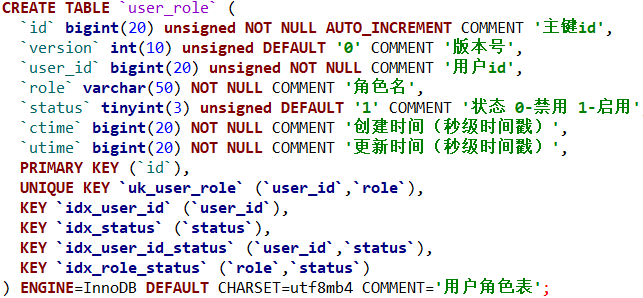 CREATE TABLE `user_role` (
  `id` bigint(20) unsigned NOT NULL AUTO_INCREMENT COMMENT '主键id',
  `version` int(10) unsigned DEFAULT '0' COMMENT '版本号',
  `user_id` bigint(20) unsigned NOT NULL COMMENT '用户id',
  `role` varchar(50) NOT NULL COMMENT '角色名',
  `status` tinyint(3) unsigned DEFAULT '1' COMMENT '状态 0-禁用 1-启用'
  `ctime` bigint(20) NOT NULL COMMENT '创建时间（秒级时间戳）',
  `utime` bigint(20) NOT NULL COMMENT '更新时间（秒级时间戳）',
  PRIMARY KEY (`id`),
  UNIQUE KEY `uk_user_role` (`user_id`,`role`),
  KEY `idx_user_id` (`user_id`),
  KEY `idx_status` (`status`),
  KEY `idx_user_id_status` (`user_id`,`status`),
  KEY `idx_role_status` (`role`,`status`)
) ENGINE=InnoDB DEFAULT CHARSET=utf8mb4 COMMENT='用户角色表';